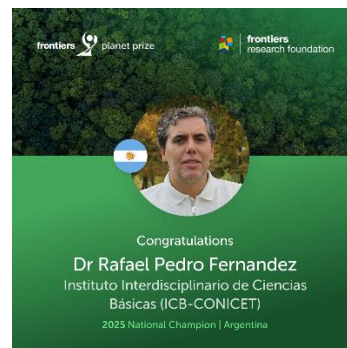 frontiers planet prize
frontiers
research foundation
Congratulations
Dr Rafael Pedro Fernandez
Instituto Interdisciplinario de Ciencias
Básicas (ICB-CONICET)
2025 National Champion | Argentina